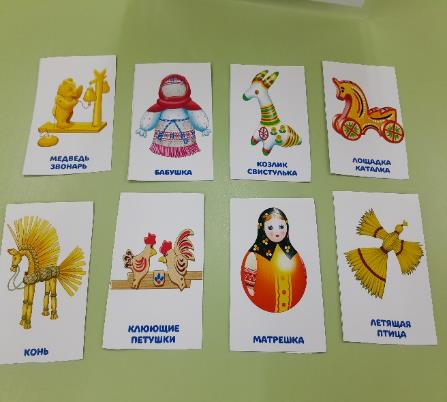 МЕДВЕДЬ
ЗВОНАРЬ
БАБУШКА
КОЗЛИК
СВИСТУЛЬКА
ЛОШАДКА
КАТАЛКА
КОНЬ
КЛЮЮЩИЕ
ПЕТУШКИ
МАТРЕШКА
ЛЕТЯЩАЯ
ПТИЦА